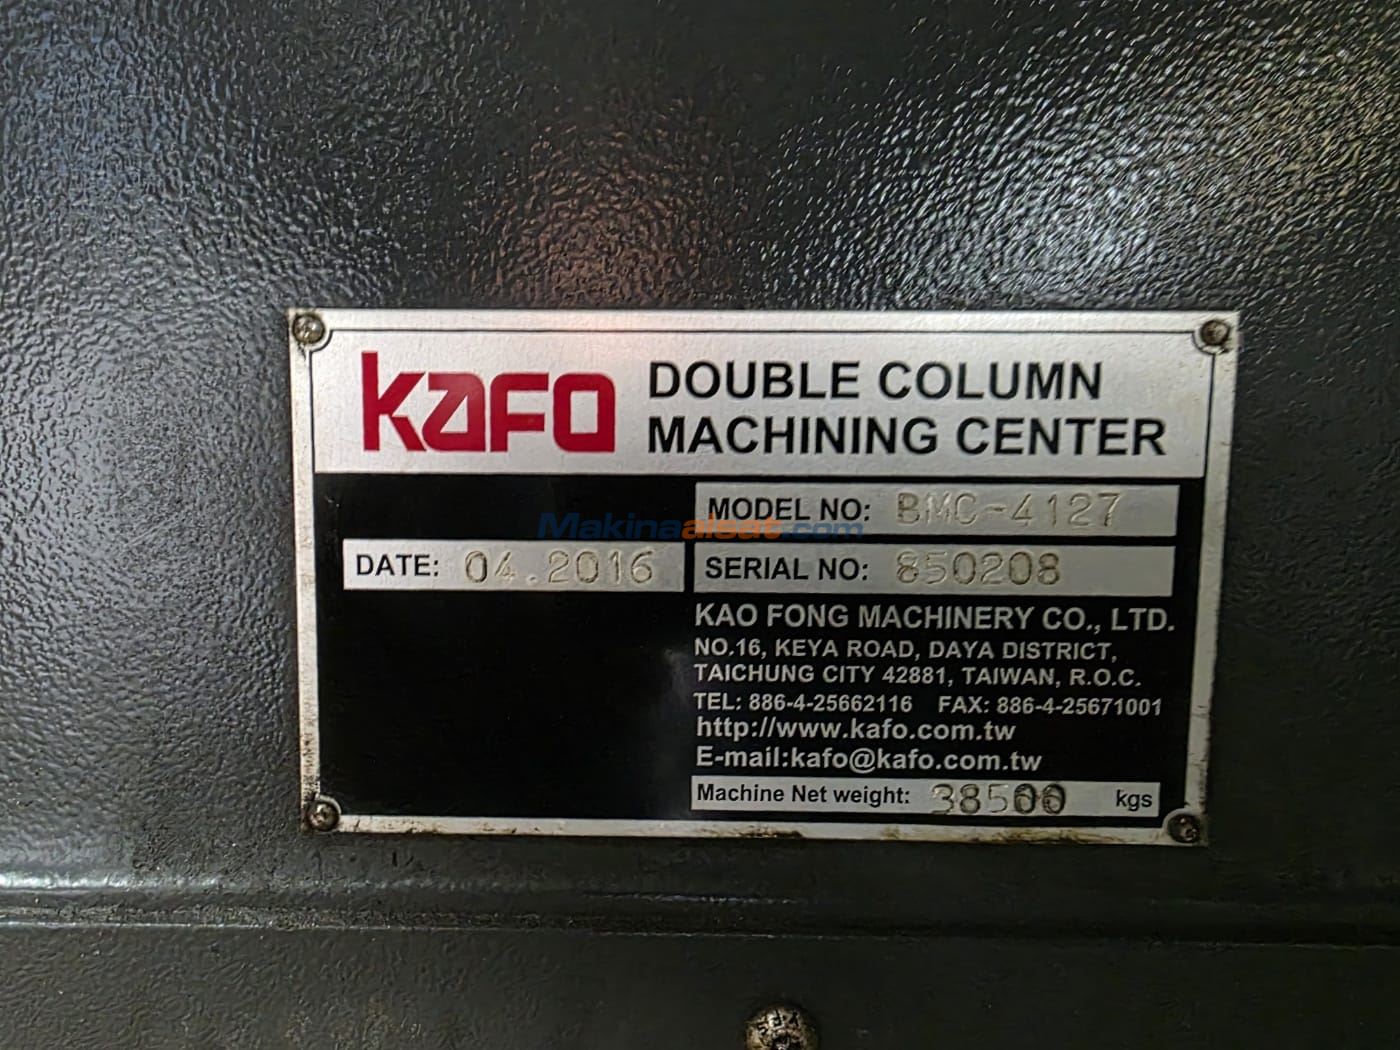 KAFO
DOUBLE COLUMN
MACHINING CENTER
MODEL NO: BMC-4127
Makinaalsat.com
DATE: 04.2016
SERIAL NO: 850208
KAO FONG MACHINERY CO., LTD.
NO.16, KEYA ROAD, DAYA DISTRICT,
TAICHUNG CITY 42881, TAIWAN, R.O.C.
TEL: 886-4-25662116 FAX: 886-4-25671001
http://www.kafo.com.tw
E-mail:kafo@kafo.com.tw
Machine Net weight: 38500 kgs